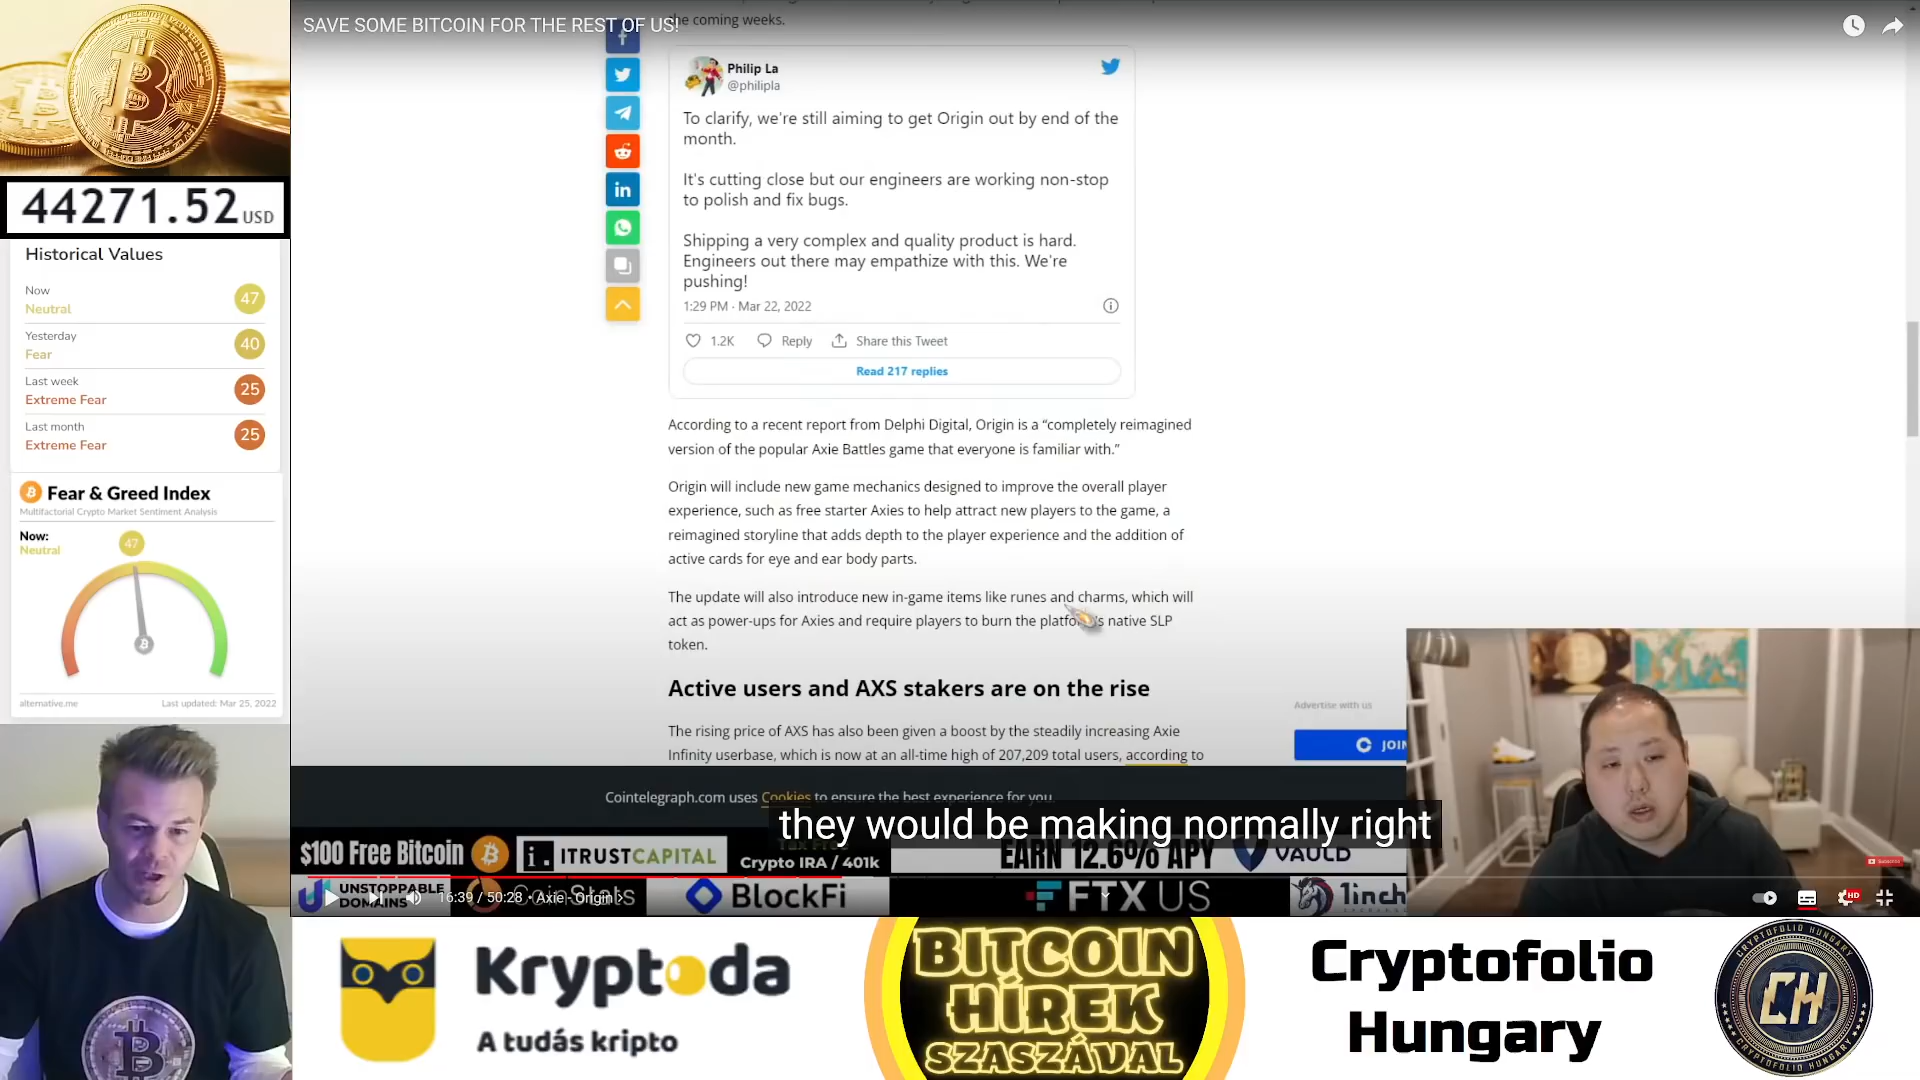 SAVE SOME BITCOIN FOR THE REST OF US!
the coming weeks.
44271.52 USD
Historical Values
Now
Neutral
47
Yesterday
Fear
40
Last week
Extreme Fear
25
Last month
Extreme Fear
25
Fear & Greed Index
Multifactorial Crypto Market Sentiment Analysis
Now:
Neutral
47
alternative.me
Last updated: Mar 25, 2022
Philip La
@philipla
To clarify, we're still aiming to get Origin out by end of the
month.
It's cutting close but our engineers are working non-stop
to polish and fix bugs.
Shipping a very complex and quality product is hard.
Engineers out there may empathize with this. We're
pushing!
1:29 PM · Mar 22, 2022
1.2K
Reply
Share this Tweet
Read 217 replies
According to a recent report from Delphi Digital, Origin is a “completely reimagined
version of the popular Axie Battles game that everyone is familiar with.”
Origin will include new game mechanics designed to improve the overall player
experience, such as free starter Axies to help attract new players to the game, a
reimagined storyline that adds depth to the player experience and the addition of
active cards for eye and ear body parts.
The update will also introduce new in-game items like runes and charms, which will
act as power-ups for Axies and require players to burn the platform's native SLP
token.
Active users and AXS stakers are on the rise
The rising price of AXS has also been given a boost by the steadily increasing Axie
Infinity userbase, which is now at an all-time high of 207,209 total users, according to
Advertise with us
JOIN
Cointelegraph.com uses Cookies to ensure the best experience for you.
they would be making normally right
$100 Free Bitcoin
i. ITRUSTCAPITAL
Tax Free
Crypto IRA / 401k
EARN 12.6% APY
VAULD
UNSTOPPABLE
DOMAINS
CoinStats
BlockFi
FTX US
1inch
16:39 / 50:28 • Axie - Origin
HD
Kryptoda
A tudás kripto
BITCOIN
HÍREK
SZASZÁVAL
Cryptofolio
Hungary
CRYPTOFOLIO HUNGARY
CH
CRYPTOFOLIO HUNGARY